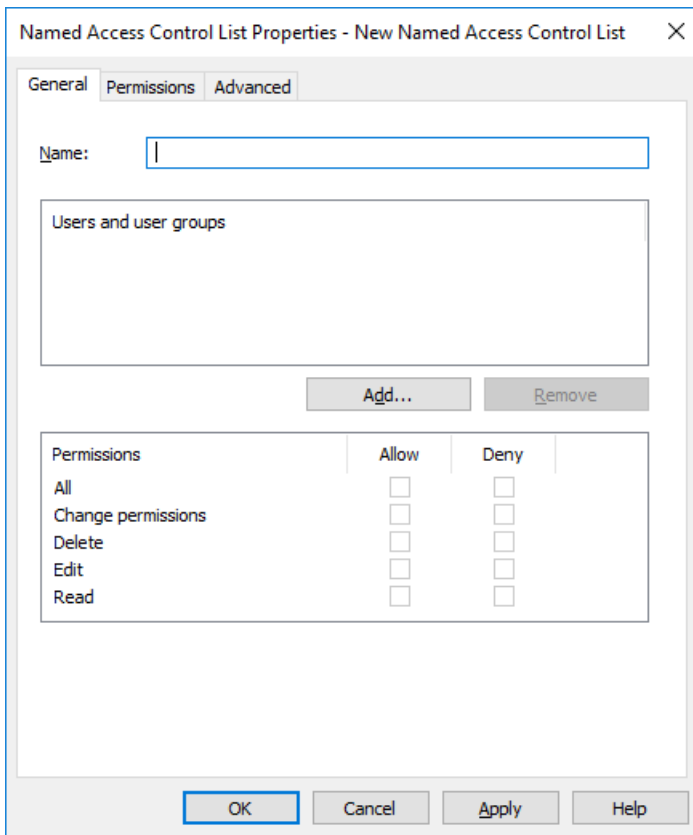 Named Access Control List Properties - New Named Access Control List
General Permissions Advanced
Name:
Users and user groups
Add... Remove
Permissions Allow Deny
All
Change permissions
Delete
Edit
Read
OK Cancel Apply Help